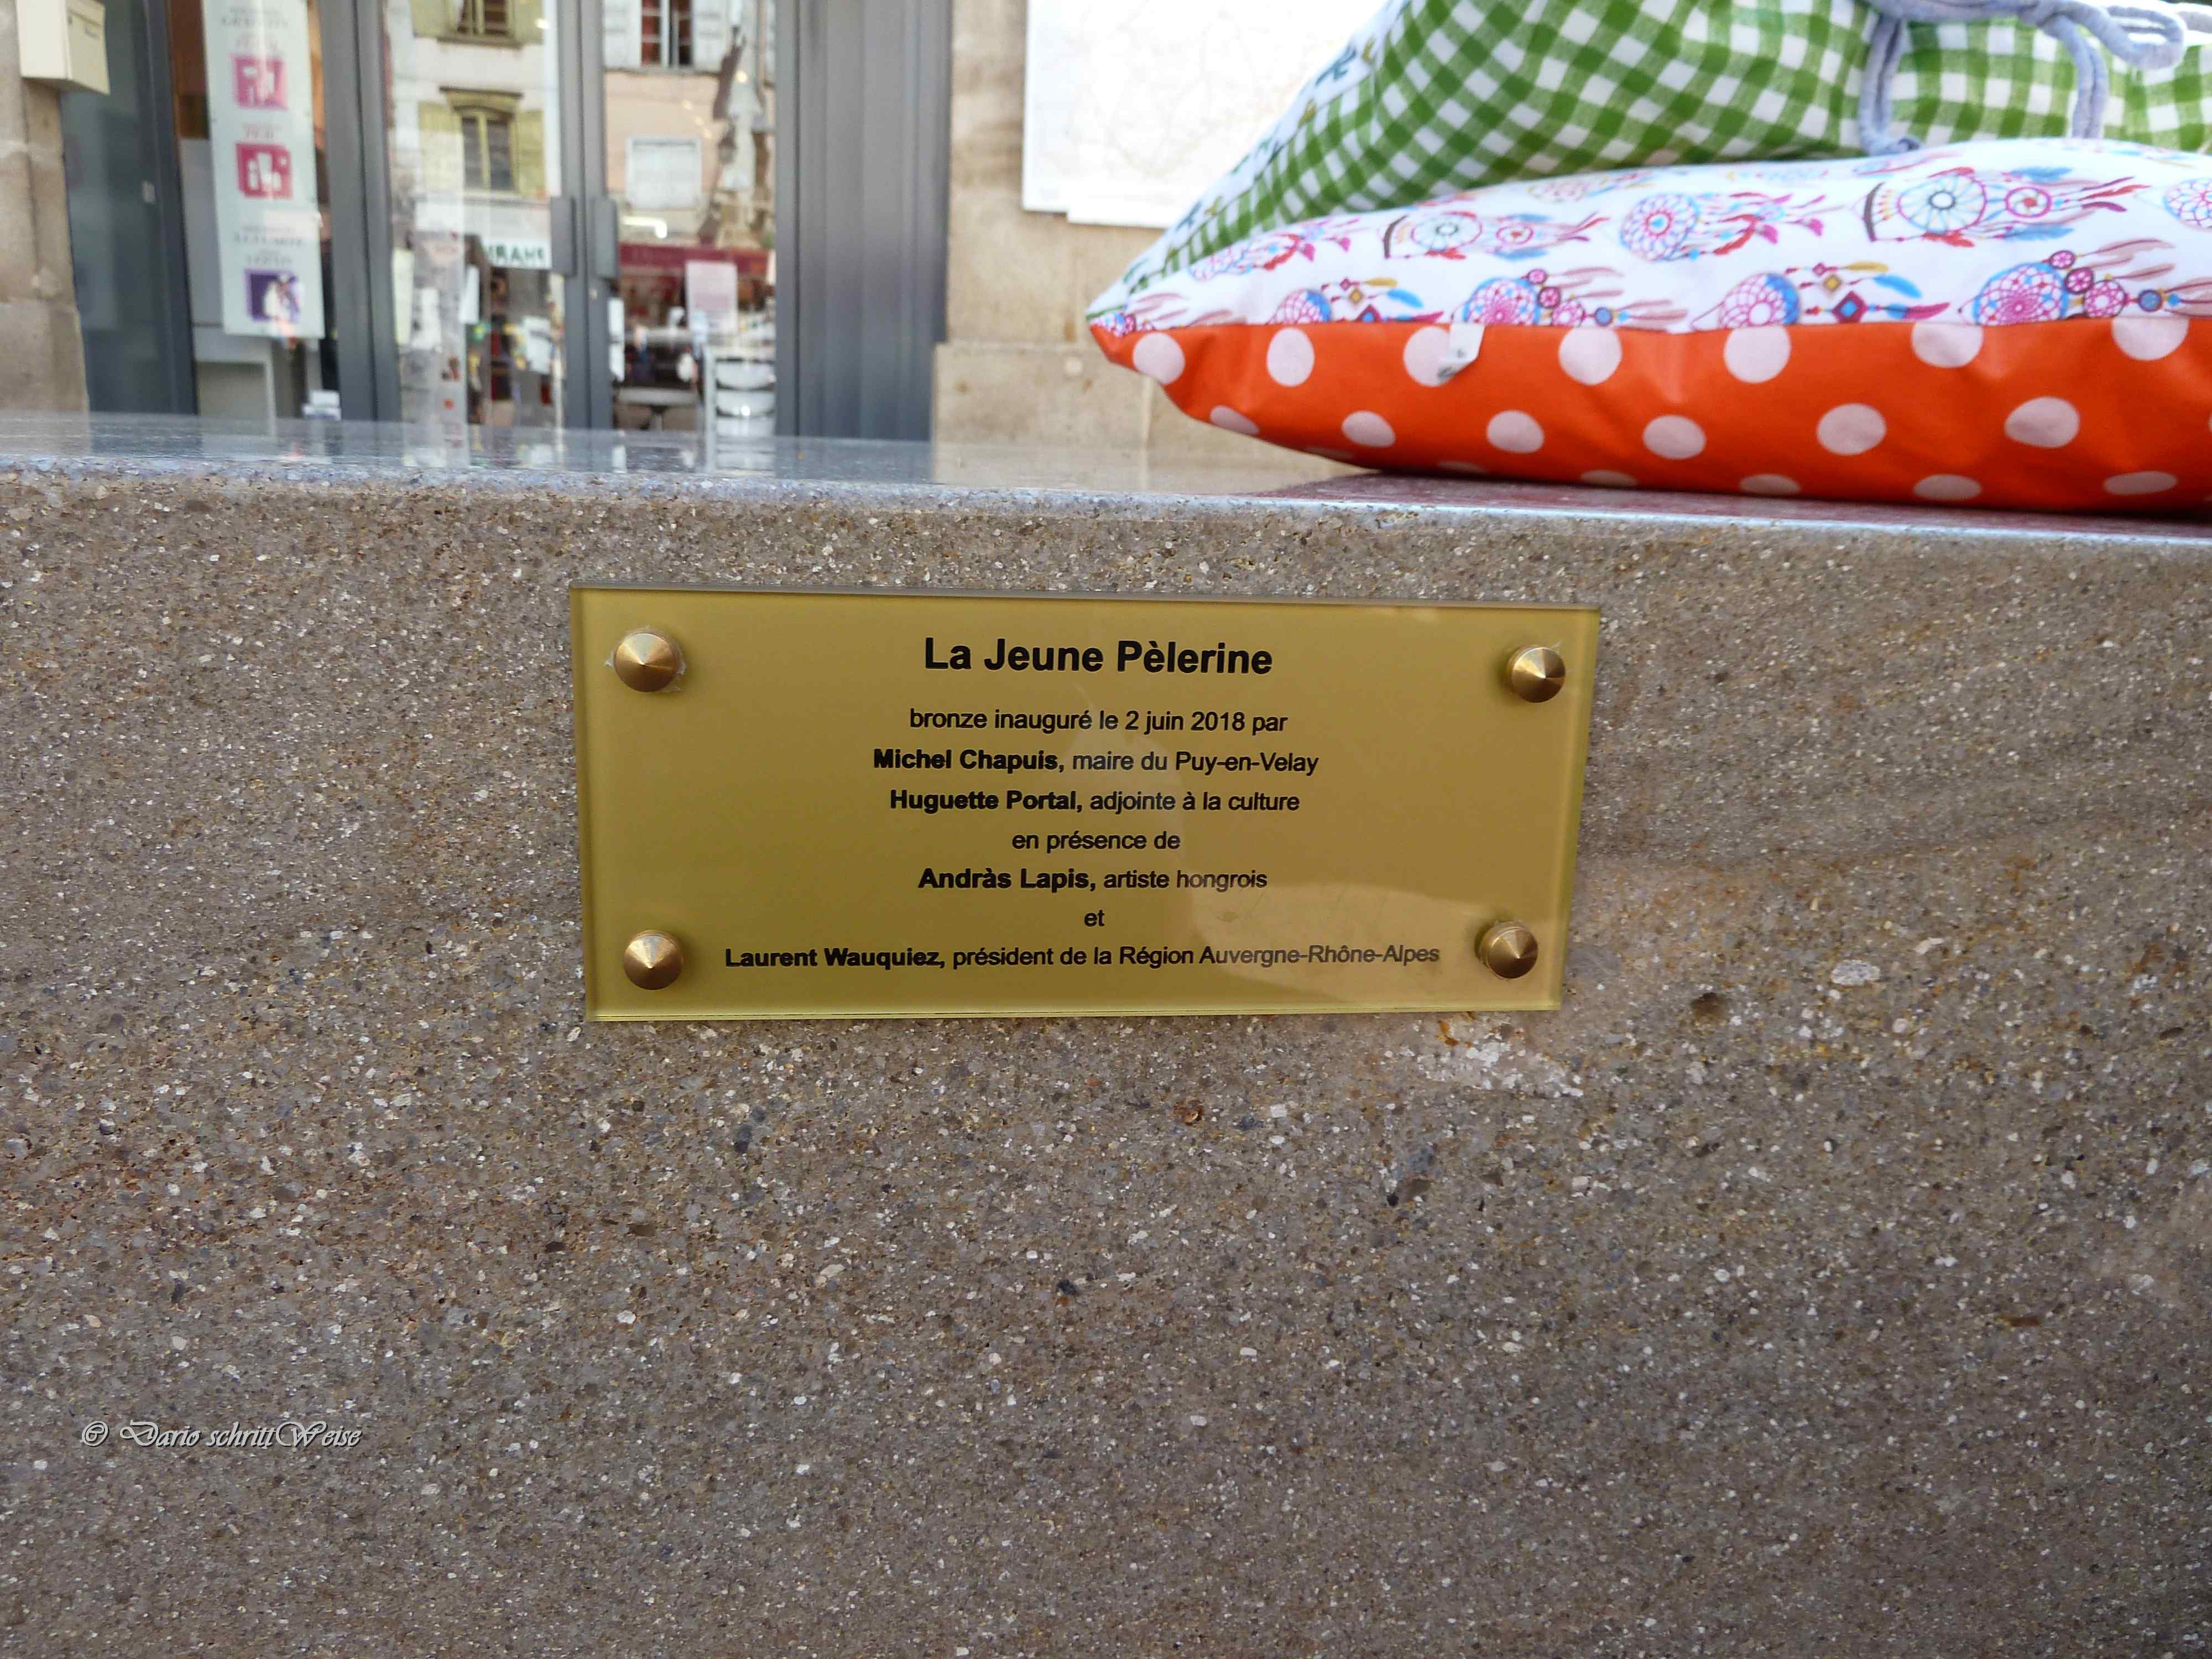 La Jeune Pèlerine
bronze inauguré le 2 juin 2018 par
Michel Chapuis, maire du Puy-en-Velay
Huguette Portal, adjointe à la culture
en présence de
Andràs Lapis, artiste hongrois
et
Laurent Wauquiez, président de la Région Auvergne-Rhône-Alpes
© Dario schrittWeise